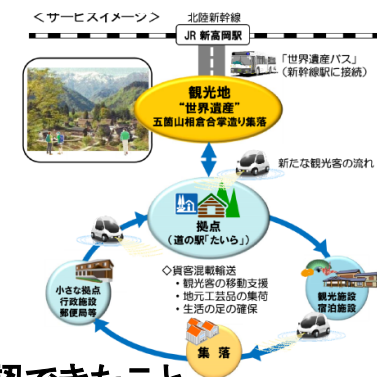 ＜サービスイメージ＞
北陸新幹線
JR 新高岡駅
「世界遺産バス」
（新幹線駅に接続）
観光地
“世界遺産”
五箇山相倉合掌造り集落
新たな観光客の流れ
拠点
（道の駅「たいら」）
◇貨客混載輸送
・観光客の移動支援
・地元工芸品の集荷
・生活の足の確保
小さな拠点
行政施設
郵便局等
観光施設
宿泊施設
集落
できたこと